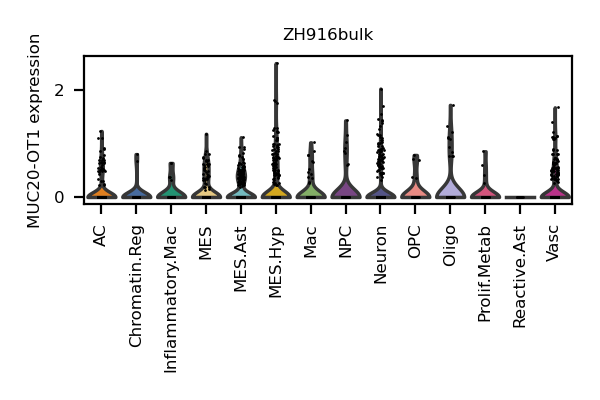 ZH916bulk
MUC20-OT1 expression
2
0
AC
Chromatin.Reg
Inflammatory.Mac
MES
MES.Ast
MES.Hyp
Mac
NPC
Neuron
OPC
Oligo
Prolif.Metab
Reactive.Ast
Vasc